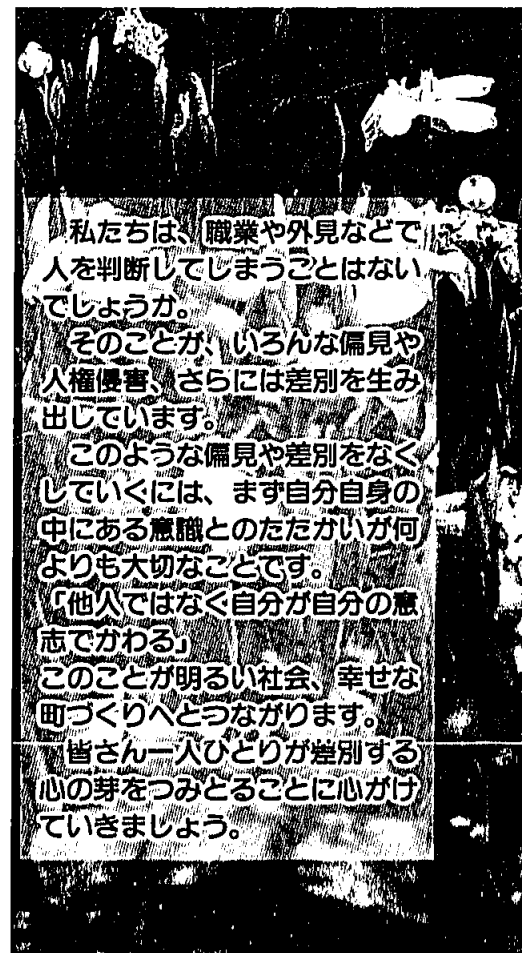 私たちは、職業や外見などで
人を判断してしまうことはない
でしょうか。
そのことが、いろんな偏見や
人権侵害、さらには差別を生み
出しています。
このような偏見や差別をなく
していくには、まず自分自身の
中にある意識とのたたかいが何
よりも大切なことです。
「他人ではなく自分が自分の意
志でかわる」
このことが明るい社会、幸せな
町づくりへとつながります。
皆さん一人ひとりが差別する
心の芽をつみとることに心がけ
ていきましょう。